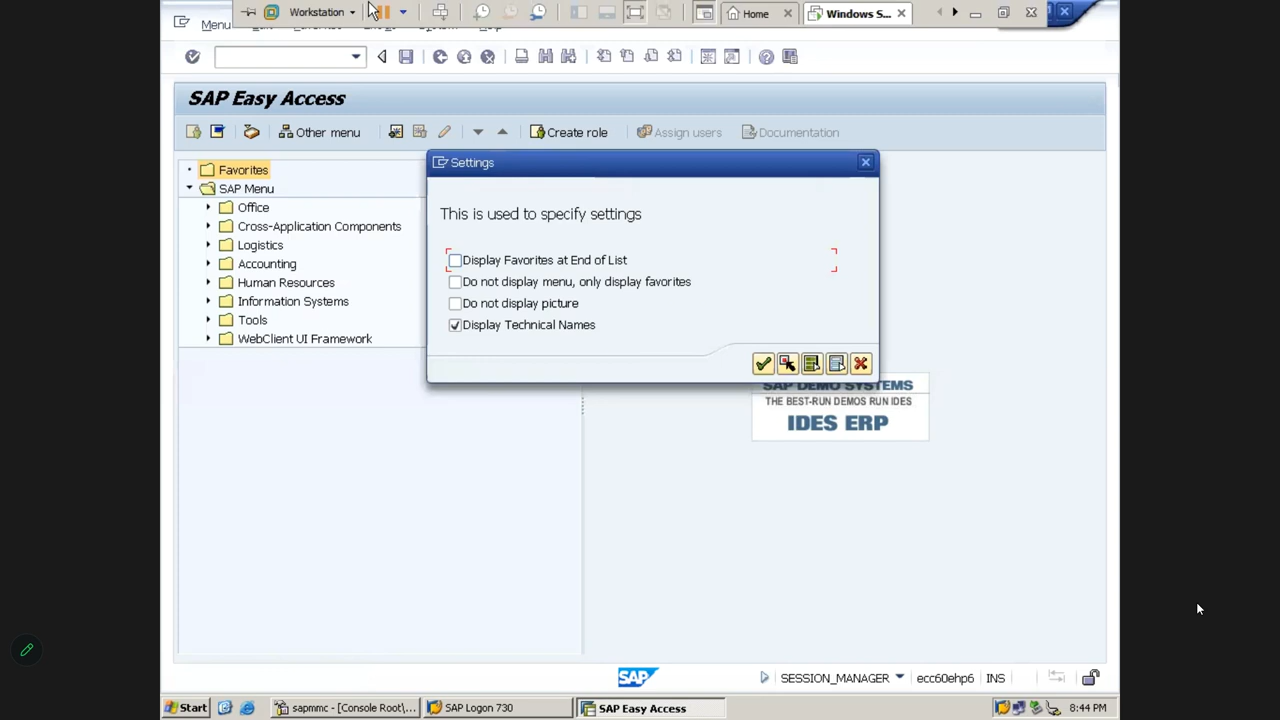 Workstation
Home
Windows S...
Menu
SAP Easy Access
Other menu
Create role
Assign users
Documentation
Favorites
SAP Menu
Office
Cross-Application Components
Logistics
Accounting
Human Resources
Information Systems
Tools
WebClient UI Framework
Settings
This is used to specify settings
Display Favorites at End of List
Do not display menu, only display favorites
Do not display picture
Display Technical Names
SAP DEMO SYSTEMS
THE BEST-RUN DEMOS RUN IDES
IDES ERP
SAP
SESSION_MANAGER
ecc60ehp6
INS
Start
sapmmc - [Console Root\...
SAP Logon 730
SAP Easy Access
8:44 PM